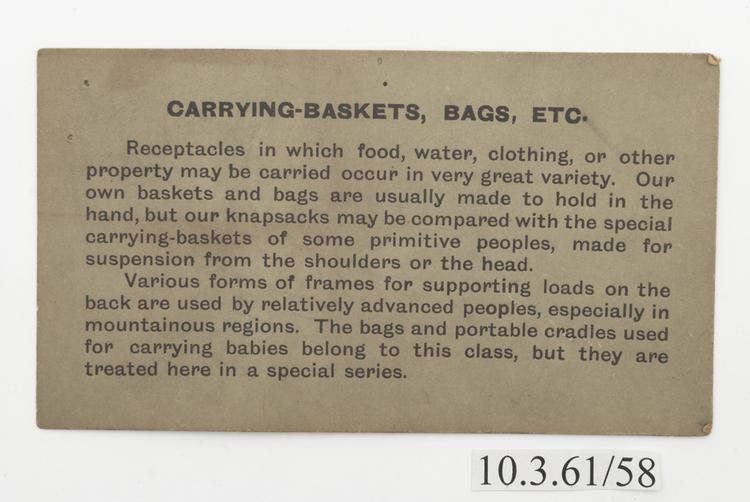 CARRYING-BASKETS, BAGS, ETC.
Receptacles in which food, water, clothing, or other
property may be carried occur in very great variety. Our
own baskets and bags are usually made to hold in the
hand, but our knapsacks may be compared with the special
carrying-baskets of some primitive peoples, made for
suspension from the shoulders or the head.
Various forms of frames for supporting loads on the
back are used by relatively advanced peoples, especially in
mountainous regions. The bags and portable cradles used
for carrying babies belong to this class, but they are
treated here in a special series.
10.3.61/58